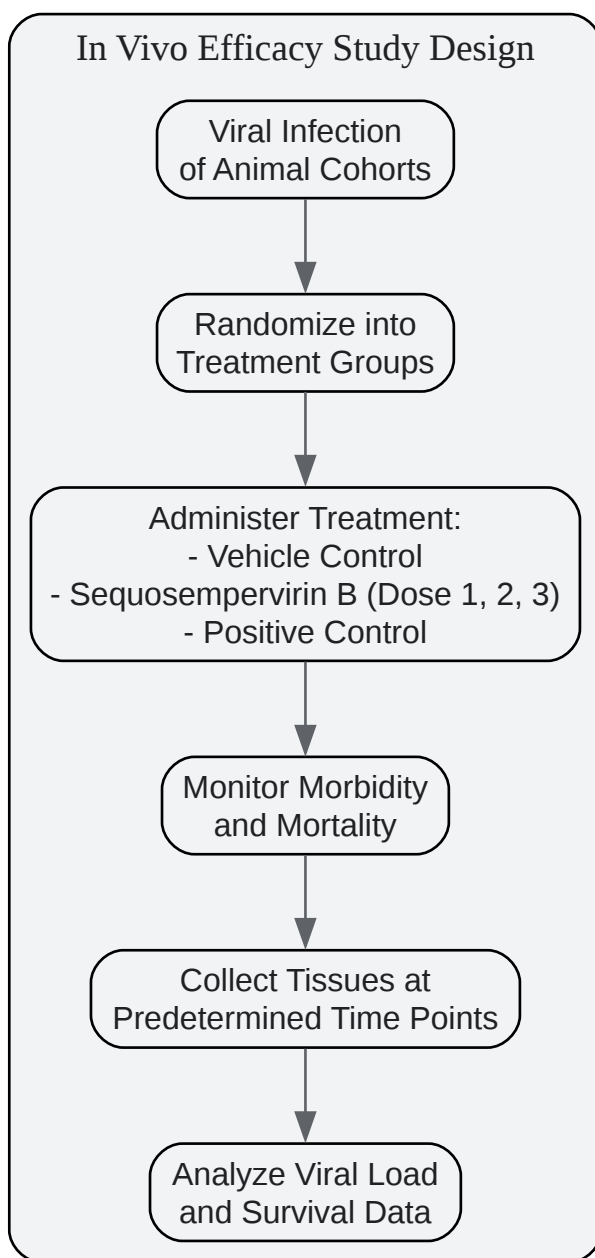 In Vivo Efficacy Study Design
Viral Infection
of Animal Cohorts
Randomize into
Treatment Groups
Administer Treatment:
- Vehicle Control
- Sequosempervirin B (Dose 1, 2, 3)
- Positive Control
Monitor Morbidity
and Mortality
Collect Tissues at
Predetermined Time Points
Analyze Viral Load
and Survival Data